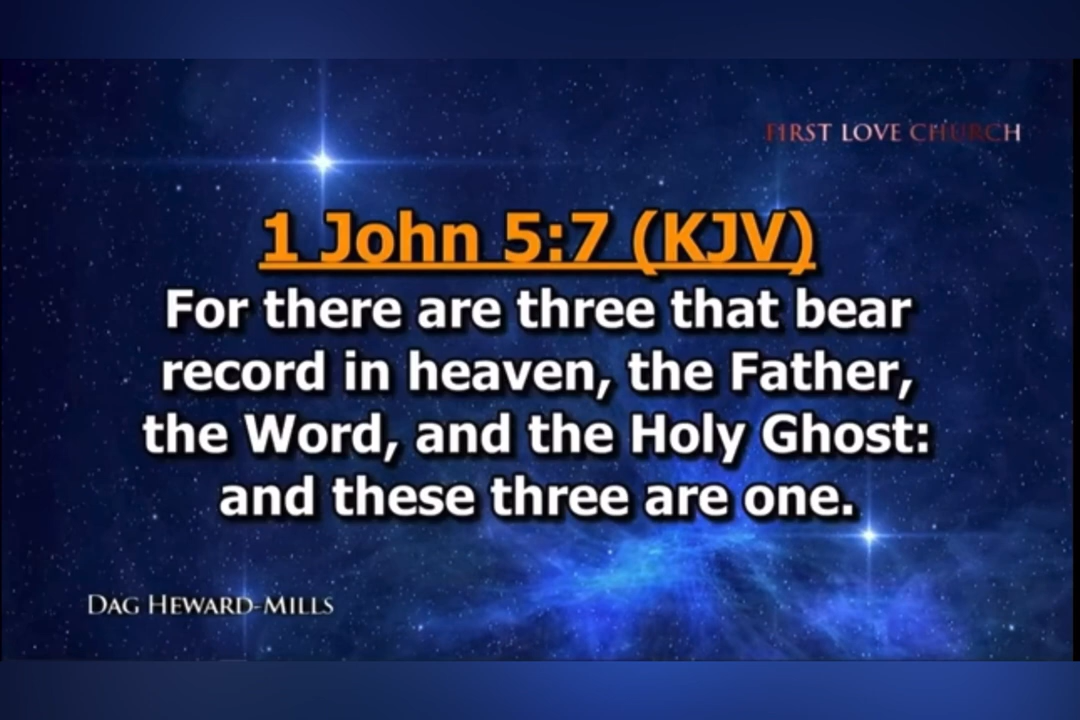 FIRST LOVE CHURCH
1 John 5:7 (KJV)
For there are three that bear
record in heaven, the Father,
the Word, and the Holy Ghost:
and these three are one.
DAG HEWARD-MILLS